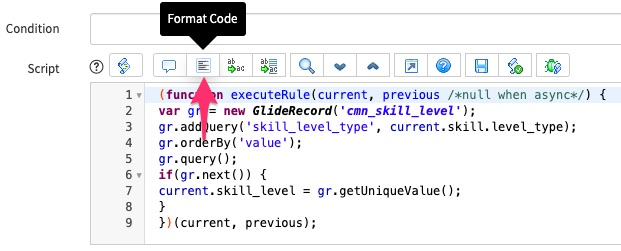 Format Code
Condition
Script
1 (function executeRule(current, previous /*null when async*/) {
2 var gr = new GlideRecord('cmn_skill_level');
3 gr.addQuery('skill_level_type', current.skill.level_type);
4 gr.orderBy('value');
5 gr.query();
6 if(gr.next()) {
7 current.skill_level = gr.getUniqueValue();
8 }
9 })(current, previous);